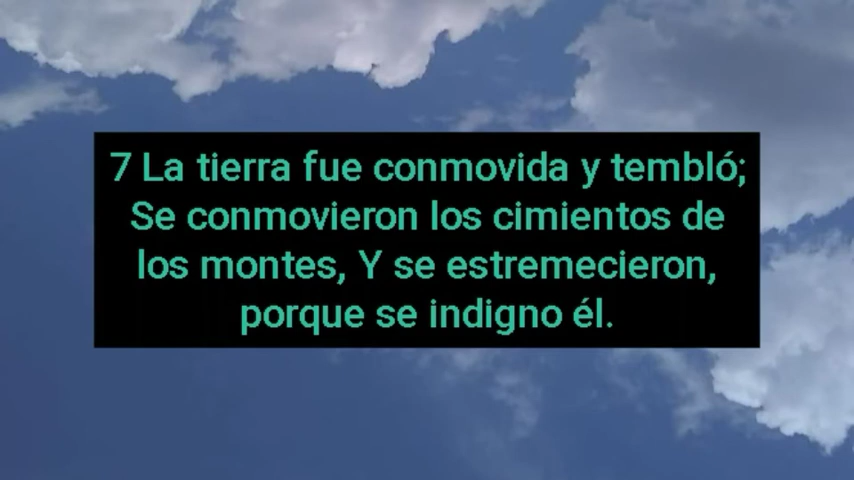 7 La tierra fue conmovida y tembló;
Se conmovieron los cimientos de
los montes, Y se estremecieron,
porque se indigno él.